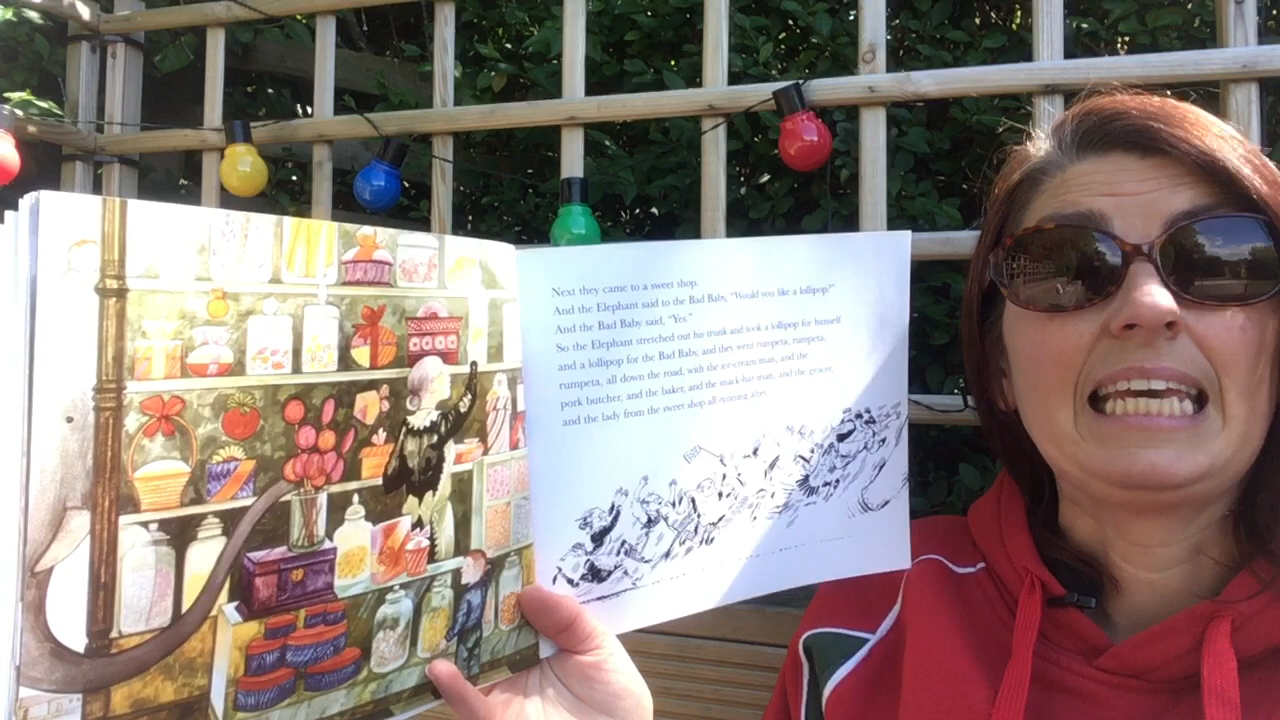 Next they came to a sweet shop.
And the Elephant said to the Bad Baby, "Would you like a lollipop?"
And the Bad Baby said, "Yes."
So the Elephant stretched out his trunk and took a lollipop for himself
and a lollipop for the Bad Baby, and they went rumpeta, rumpeta,
rumpeta, all down the road, with the ice-cream man, and the
pork butcher, and the baker, and the snack-bar man, and the grocer,
and the lady from the sweet shop all running after.